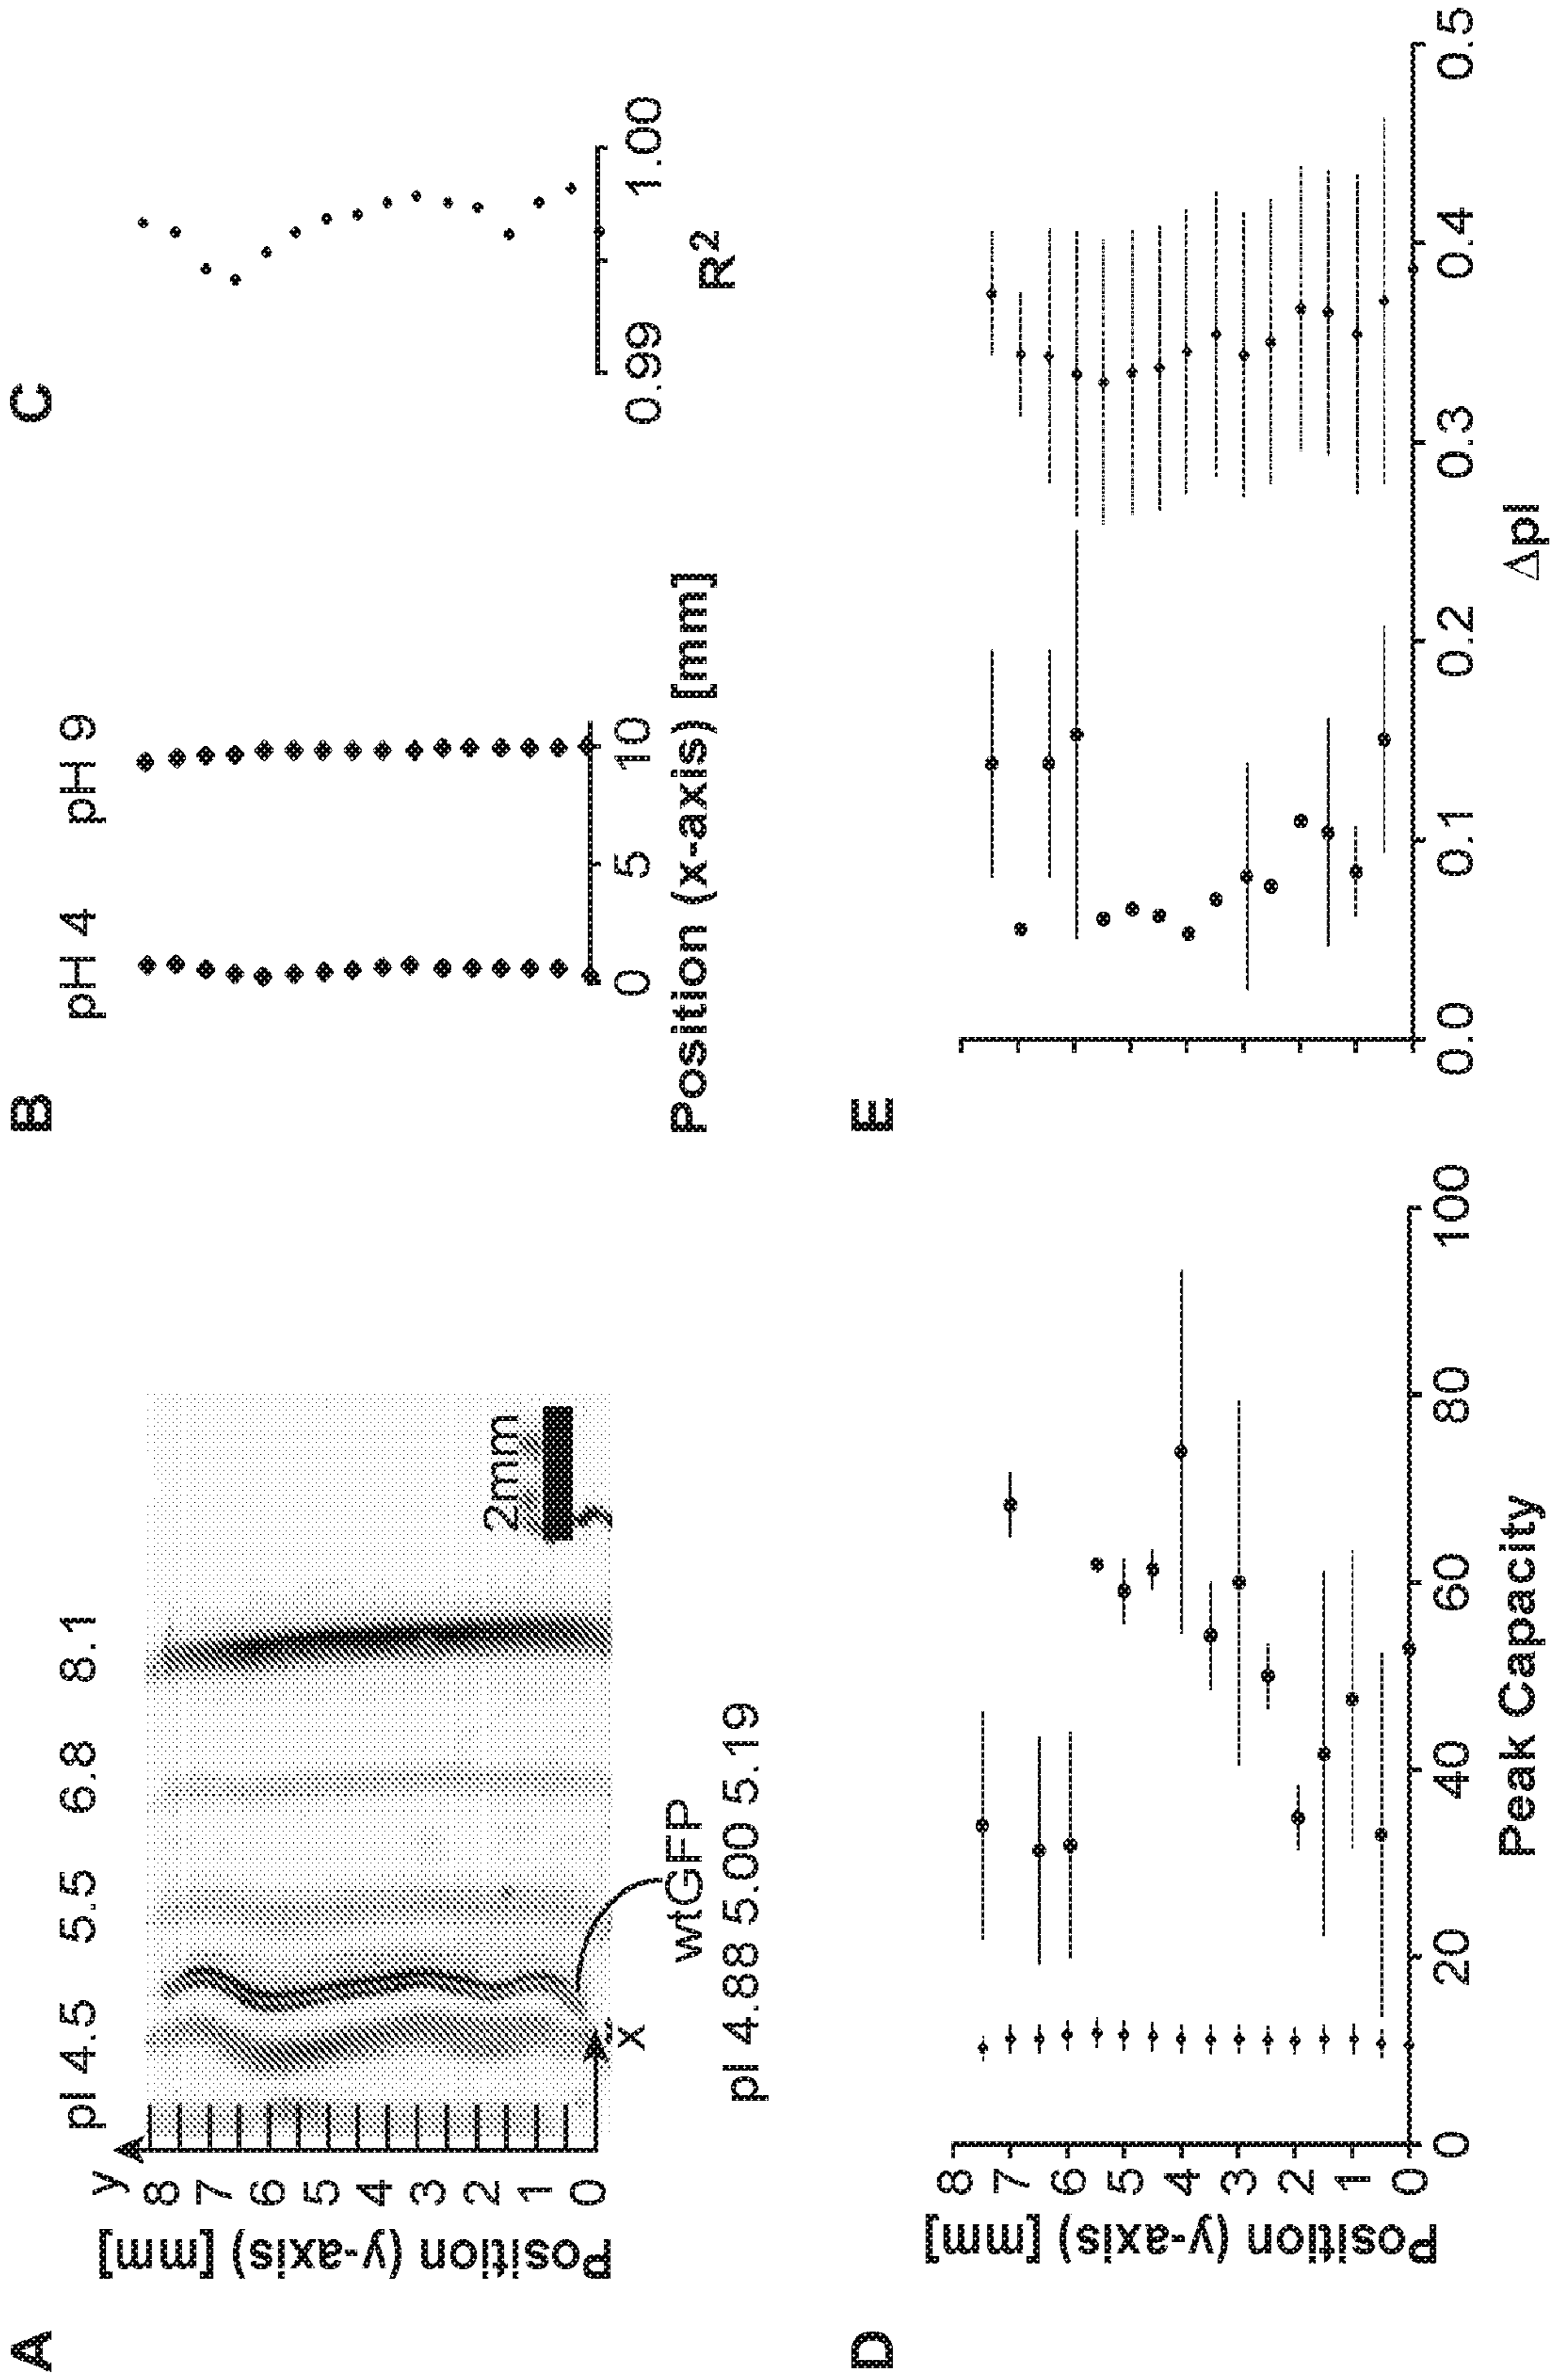 A
pI 4.5 5.5 6.8 8.1
y
8
7
6
5
4
3
2
1
0
Position (y-axis) [mm]
x
2mm
wtGFP
pI 4.88 5.00 5.19
B
pH 4 pH 9
0 5 10
Position (x-axis) [mm]
C
0.99 1.00
R2
D
8
7
6
5
4
3
2
1
0
Position (y-axis) [mm]
0 20 40 60 80 100
Peak Capacity
E
0.0 0.1 0.2 0.3 0.4 0.5
ΔpI